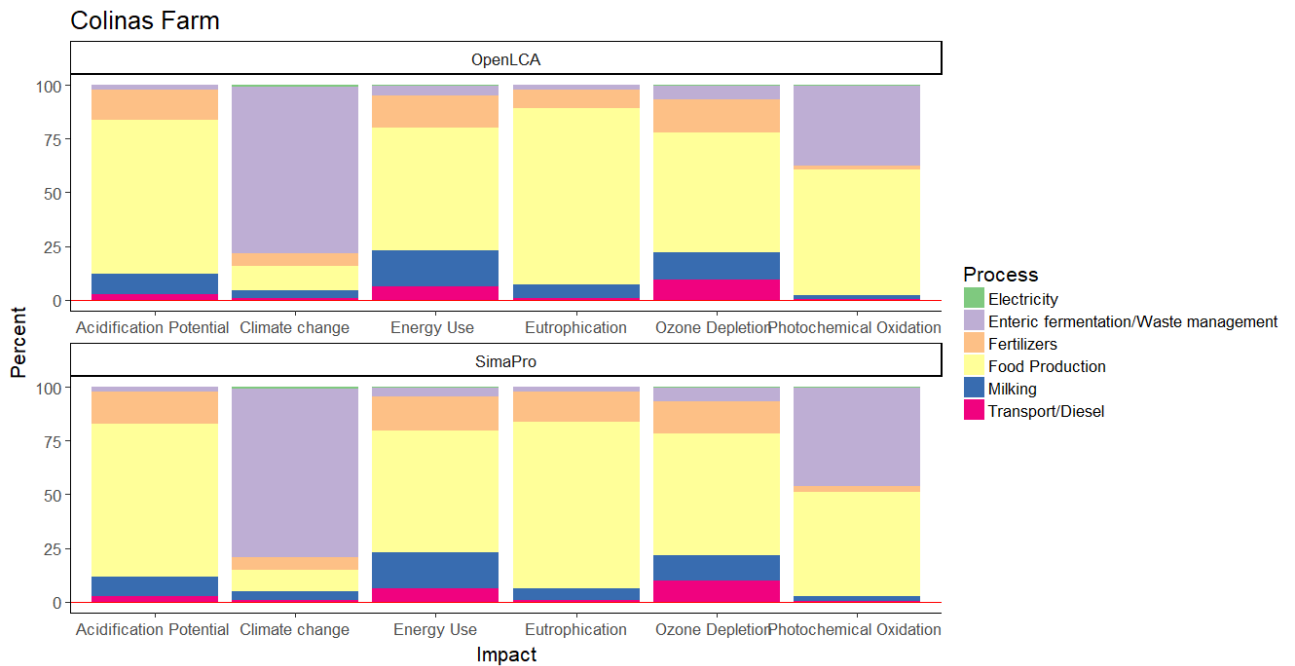 Colinas Farm
OpenLCA
100
75
50
25
0
Acidification Potential Climate change Energy Use Eutrophication Ozone Depletion Photochemical Oxidation
SimaPro
100
75
50
25
0
Acidification Potential Climate change Energy Use Eutrophication Ozone Depletion Photochemical Oxidation
Impact
Percent
Process
Electricity
Enteric fermentation/Waste management
Fertilizers
Food Production
Milking
Transport/Diesel